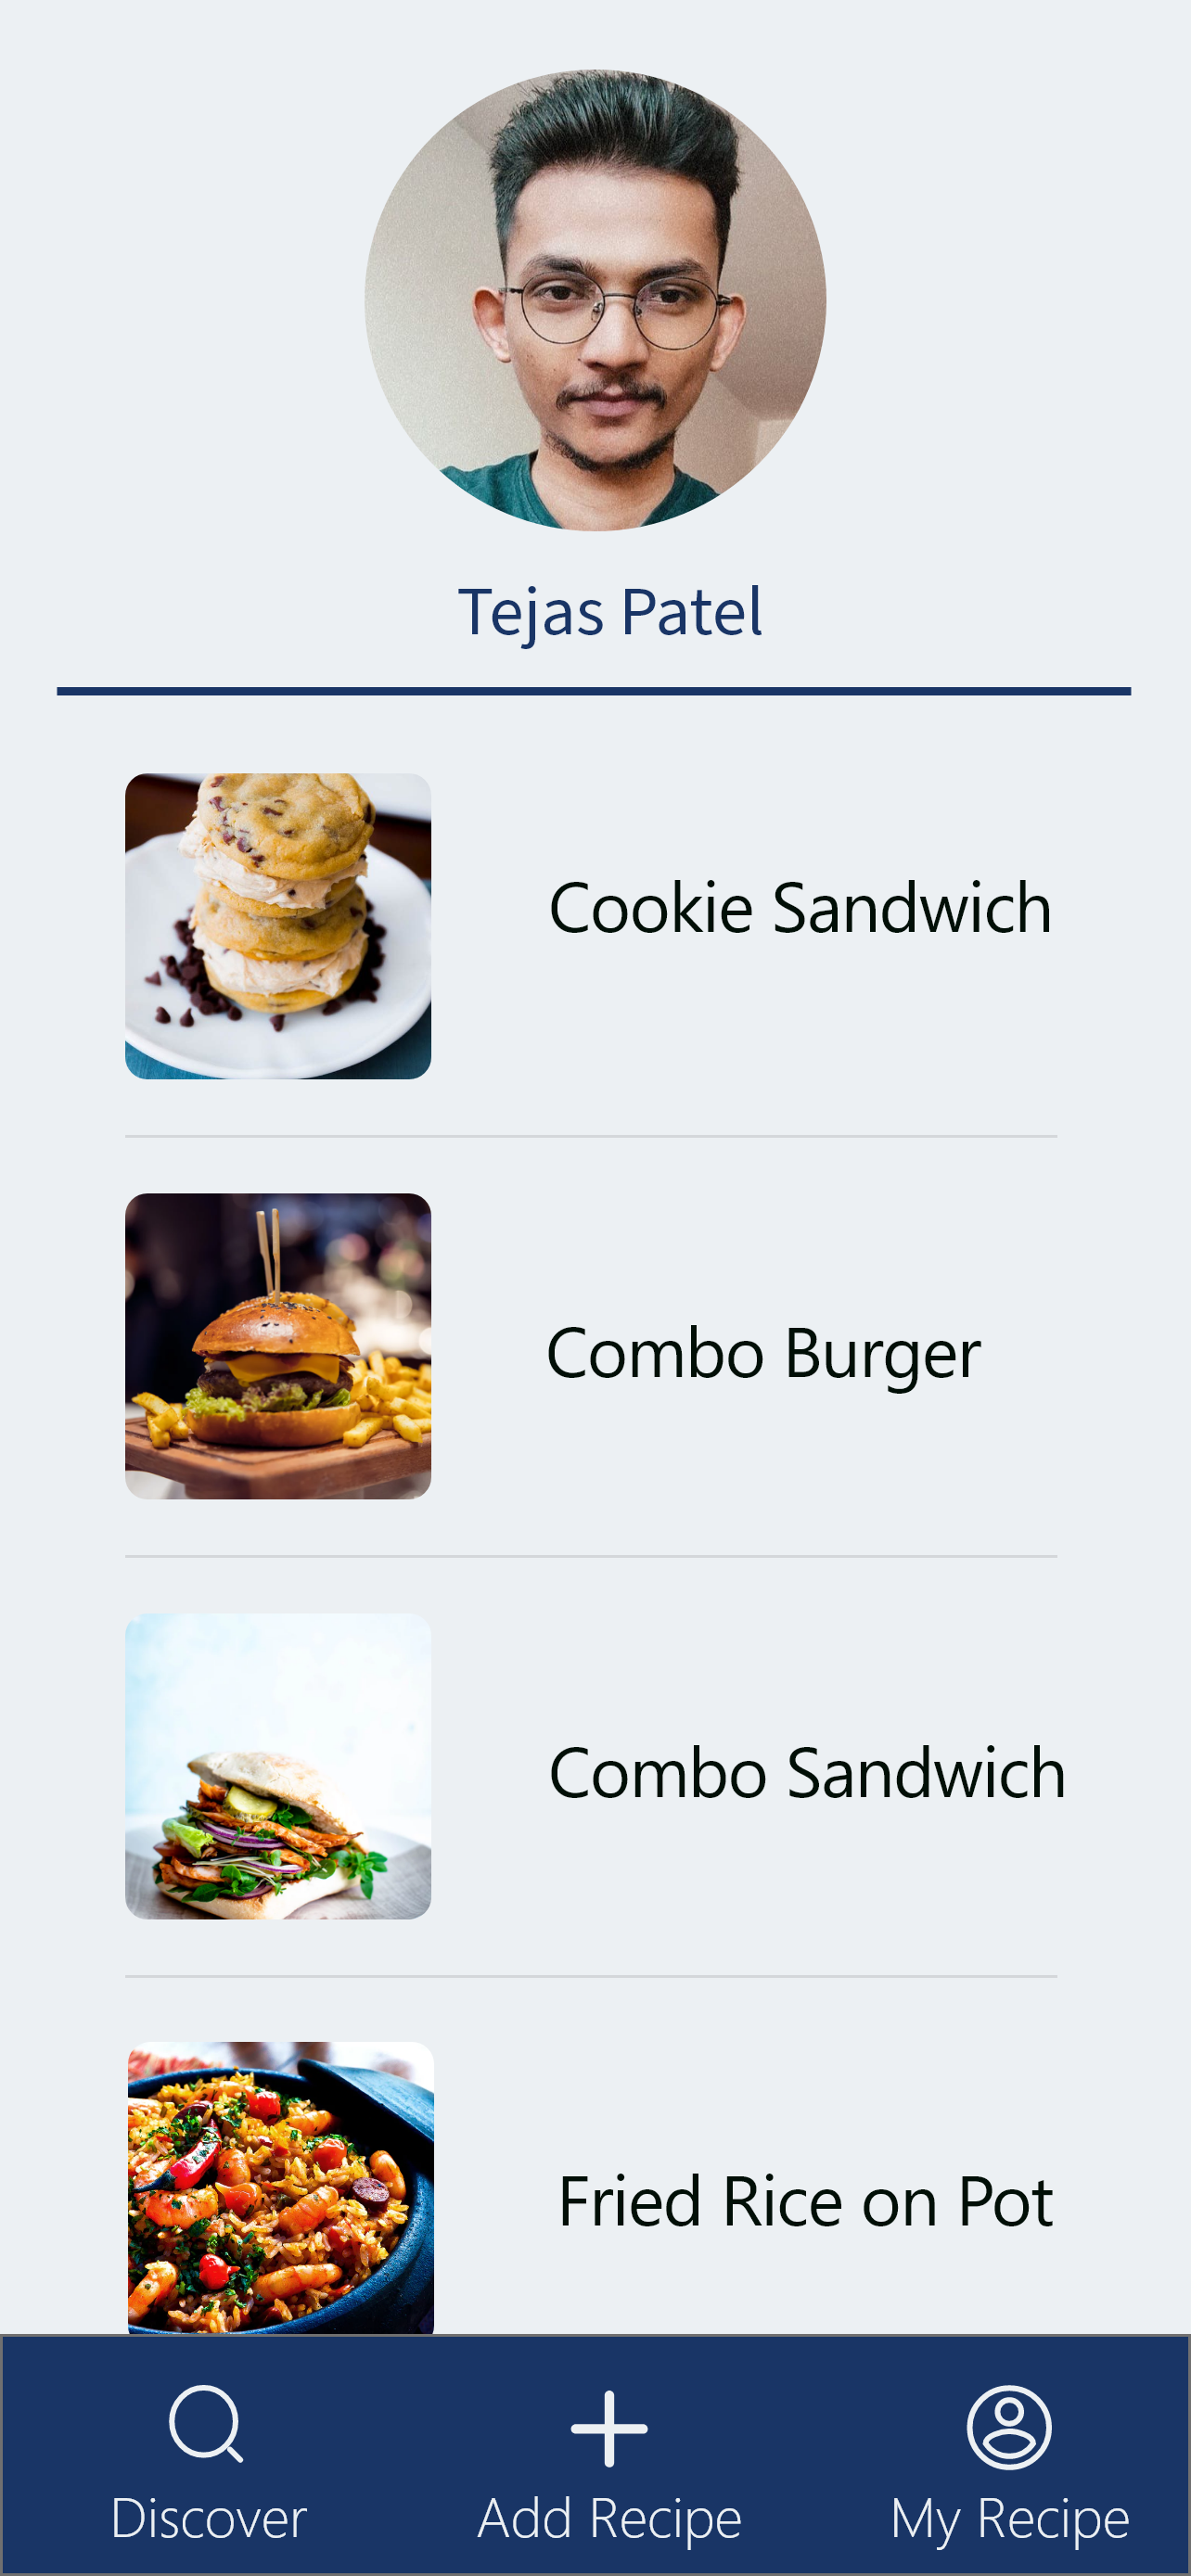 Tejas Patel
Cookie Sandwich
Combo Burger
Combo Sandwich
Fried Rice on Pot
Discover
Add Recipe
My Recipe